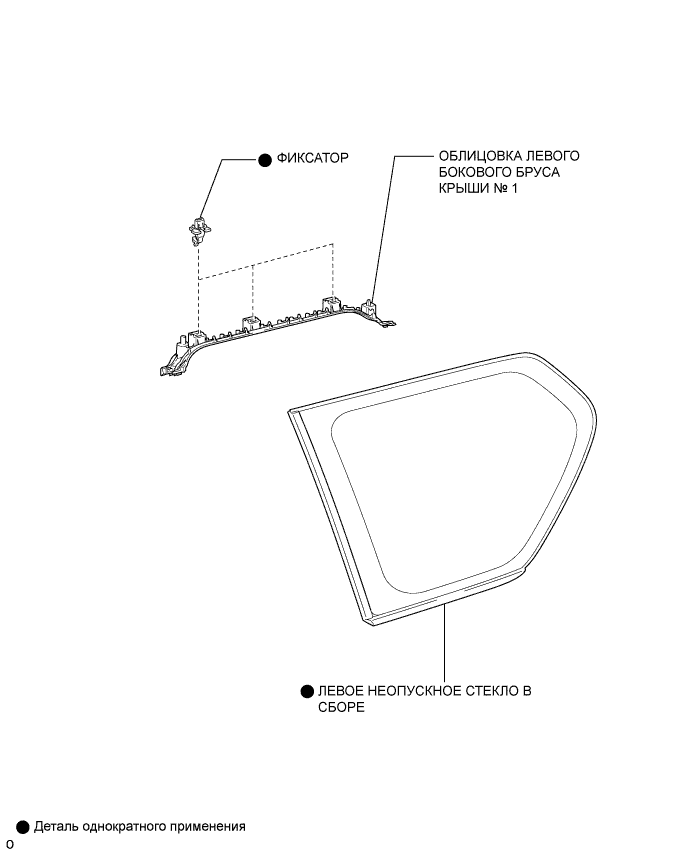 ● ФИКСАТОР
ОБЛИЦОВКА ЛЕВОГО
БОКОВОГО БРУСА
КРЫШИ № 1
● ЛЕВОЕ НЕОПУСКНОЕ СТЕКЛО В
СБОРЕ
● Деталь однократного применения
O